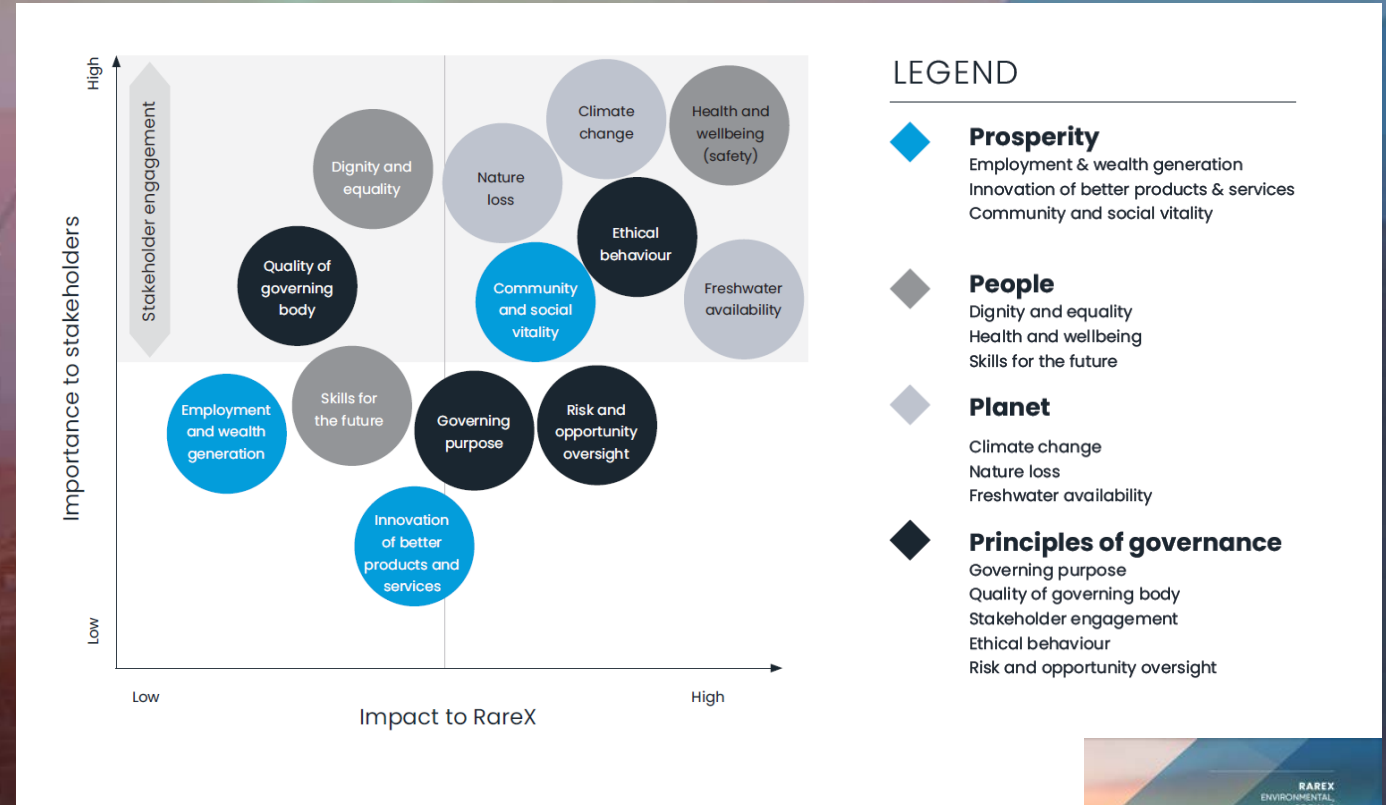 High
Stakeholder engagement
Importance to stakeholders
Low
Climate
change
Health and
wellbeing
(safety)
Dignity and
equality
Nature
loss
Ethical
behaviour
Quality of
governing
body
Community
and social
vitality
Freshwater
availability
Employment
and wealth
generation
Skills for
the future
Governing
purpose
Risk and
opportunity
oversight
Innovation
of better
products and
services
Low
High
Impact to RareX
LEGEND
Prosperity
Employment & wealth generation
Innovation of better products & services
Community and social vitality
People
Dignity and equality
Health and wellbeing
Skills for the future
Planet
Climate change
Nature loss
Freshwater availability
Principles of governance
Governing purpose
Quality of governing body
Stakeholder engagement
Ethical behaviour
Risk and opportunity oversight
RAREX
ENVIRONMENTAL,